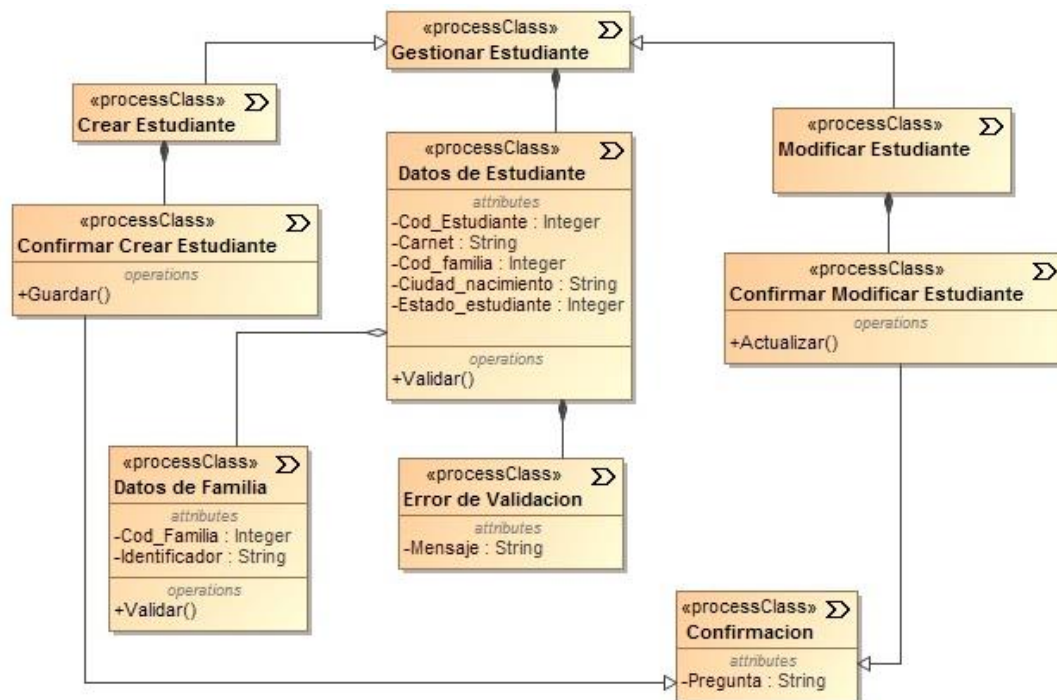 «processClass»
Gestionar Estudiante
«processClass»
Crear Estudiante
«processClass»
Modificar Estudiante
«processClass»
Datos de Estudiante
attributes
-Cod_Estudiante : Integer
-Carnet : String
-Cod_familia : Integer
-Ciudad_nacimiento : String
-Estado_estudiante : Integer
operations
+Validar()
«processClass»
Confirmar Crear Estudiante
operations
+Guardar()
«processClass»
Confirmar Modificar Estudiante
operations
+Actualizar()
«processClass»
Datos de Familia
attributes
-Cod_Familia : Integer
-Identificador : String
operations
+Validar()
«processClass»
Error de Validacion
attributes
-Mensaje : String
«processClass»
Confirmacion
attributes
-Pregunta : String